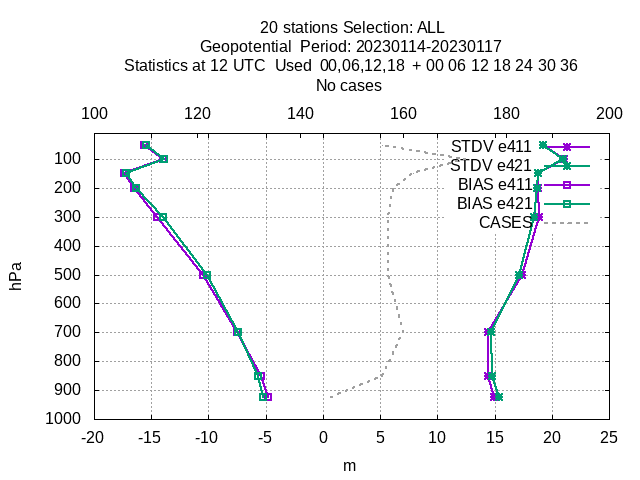 20 stations Selection: ALL
Geopotential  Period: 20230114-20230117
Statistics at 12 UTC  Used  00,06,12,18  + 00 06 12 18 24 30 36
No cases
100 120 140 160 180 200
STDV e411
STDV e421
BIAS e411
BIAS e421
CASES
100
200
300
400
500
600
700
800
900
1000
hPa
-20 -15 -10 -5 0 5 10 15 20 25
m